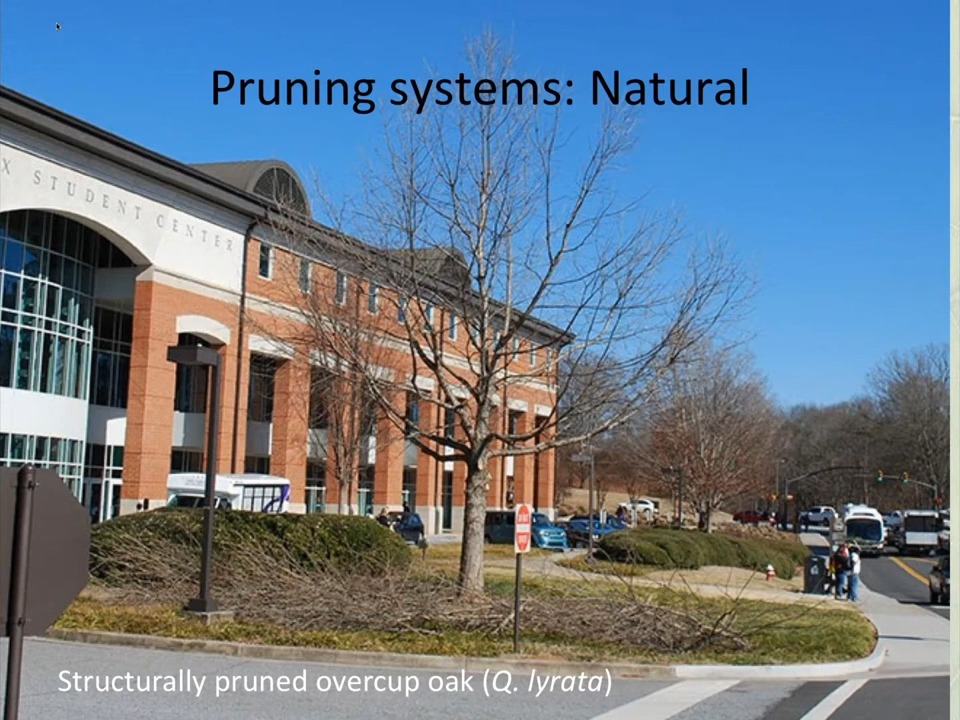 Pruning systems: Natural
X STUDENT CENTER
Structurally pruned overcup oak (Q. lyrata)